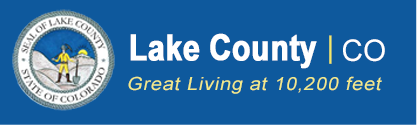 SEAL OF LAKE COUNTY
STATE OF COLORADO
Lake County | CO
Great Living at 10,200 feet